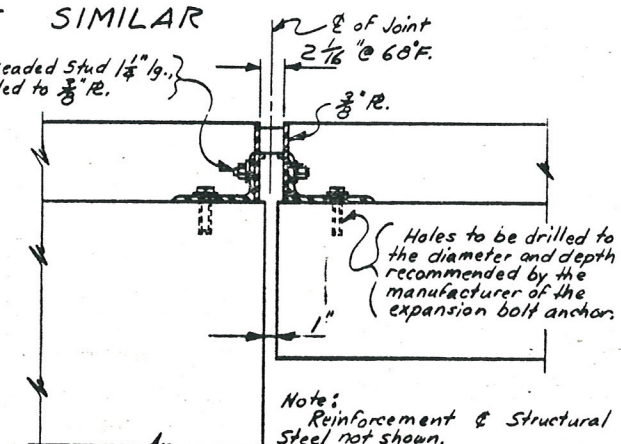 SIMILAR
℄ of Joint
2 1/16" @ 68°F.
eaded Stud 1 1/4" lg.,
ed to 3/8" ℞.
3/8" ℞.
Holes to be drilled to
the diameter and depth
recommended by the
manufacturer of the
expansion bolt anchor.
1"
Note:
Reinforcement & Structural
Steel not shown.